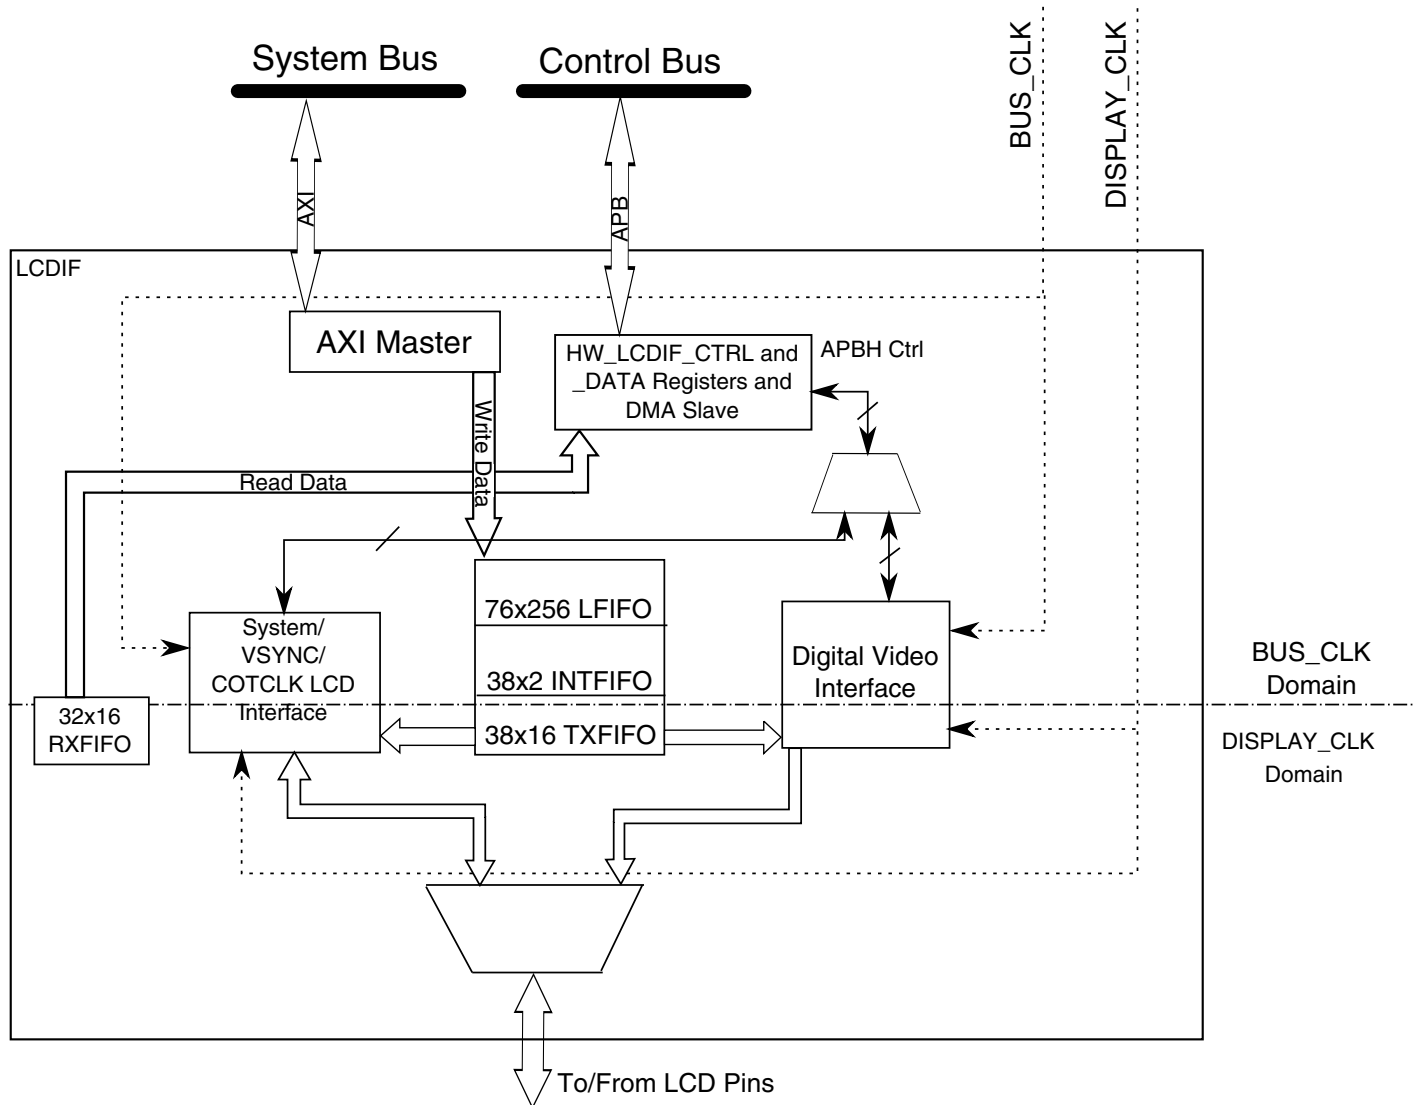 System Bus
Control Bus
BUS_CLK
DISPLAY_CLK
AXI
APB
LCDIF
AXI Master
HW_LCDIF_CTRL and
_DATA Registers and
DMA Slave
APBH Ctrl
Write Data
Read Data
76x256 LFIFO
38x2 INTFIFO
38x16 TXFIFO
System/
VSYNC/
COTCLK LCD
Interface
Digital Video
Interface
32x16
RXFIFO
BUS_CLK
Domain
DISPLAY_CLK
Domain
To/From LCD Pins